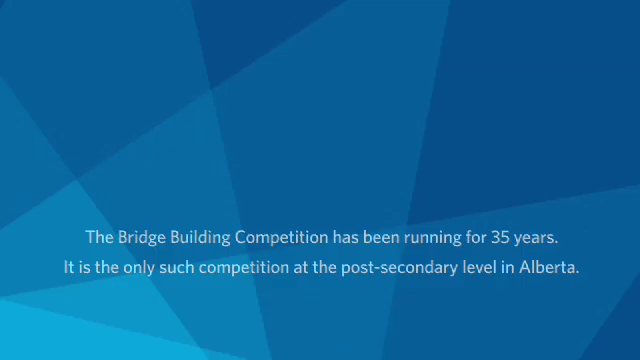 The Bridge Building Competition has been running for 35 years.
It is the only such competition at the post-secondary level in Alberta.